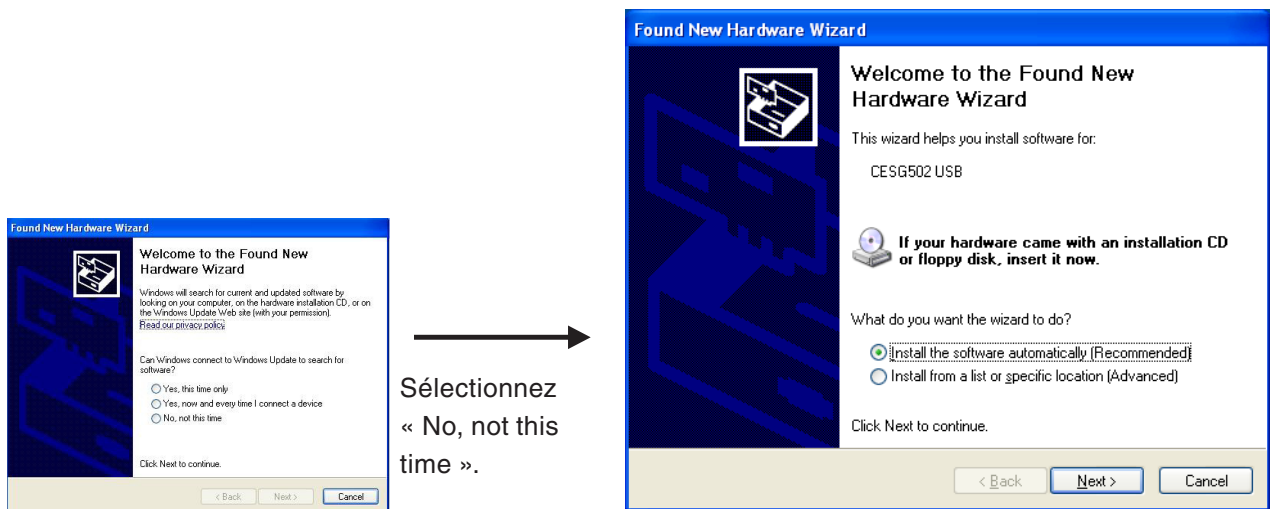 Found New Hardware Wizard
Welcome to the Found New
Hardware Wizard
Windows will search for current and updated software by
looking on your computer, on the hardware installation CD, or on
the Windows Update Web site (with your permission).
Read our privacy policy
Can Windows connect to Windows Update to search for
software?
Yes, this time only
Yes, now and every time I connect a device
No, not this time
Click Next to continue.
< Back
Next >
Cancel
Sélectionnez
« No, not this
time ».
Found New Hardware Wizard
Welcome to the Found New
Hardware Wizard
This wizard helps you install software for:
CESG502 USB
If your hardware came with an installation CD
or floppy disk, insert it now.
What do you want the wizard to do?
Install the software automatically (Recommended)
Install from a list or specific location (Advanced)
Click Next to continue.
< Back
Next >
Cancel